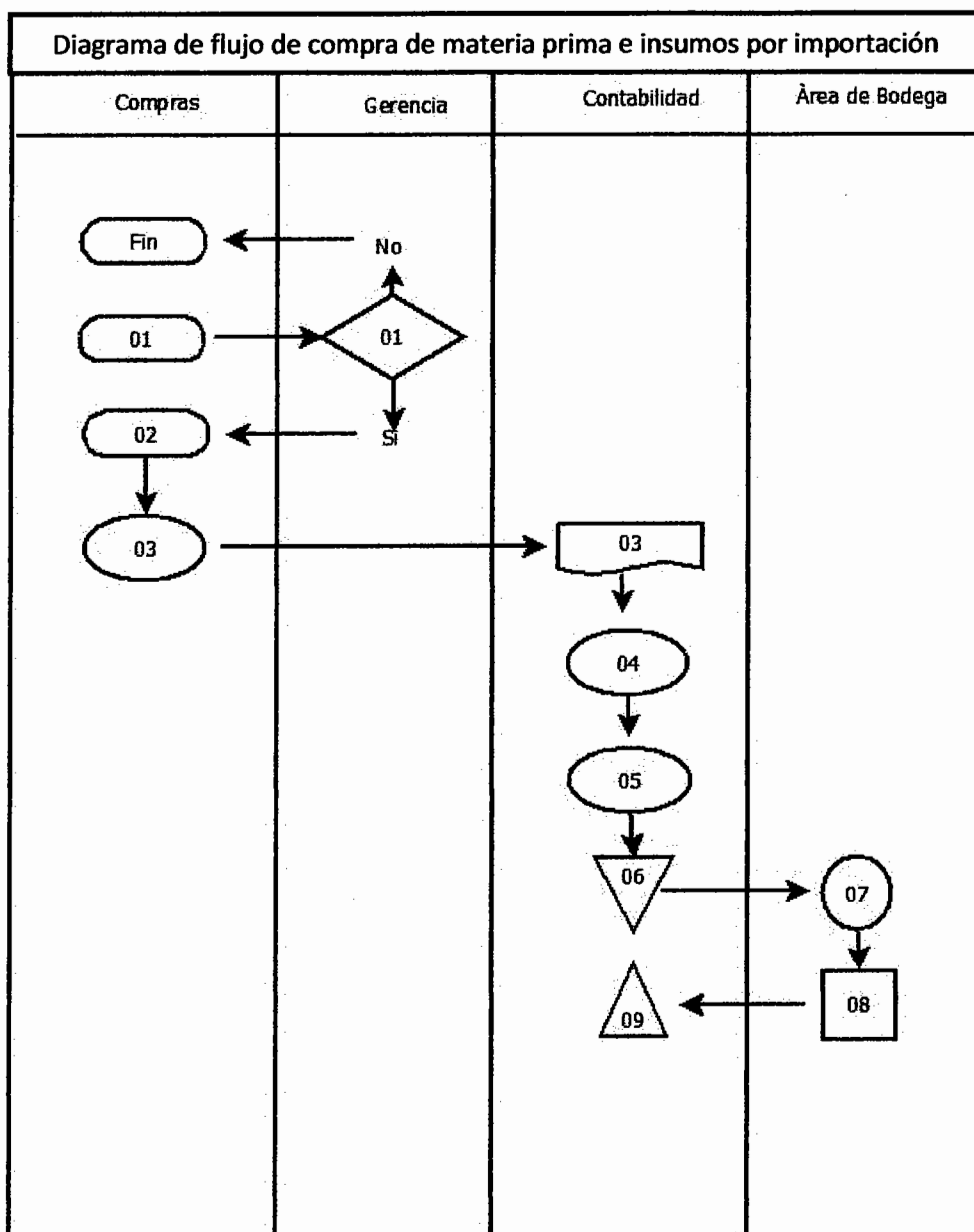 Diagrama de flujo de compra de materia prima e insumos por importación
Compras
Gerencia
Contabilidad
Àrea de Bodega
Fin
No
01
01
02
Si
03
03
04
05
06
07
08
09